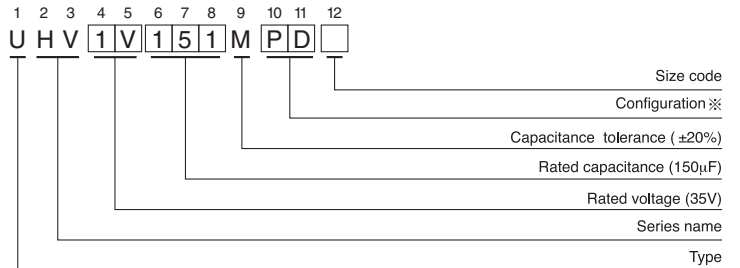 1 2 3 4 5 6 7 8 9 10 11 12
U H V 1 V 1 5 1 M P D
Size code
Configuration※
Capacitance tolerance (±20%)
Rated capacitance (150μF)
Rated voltage (35V)
Series name
Type